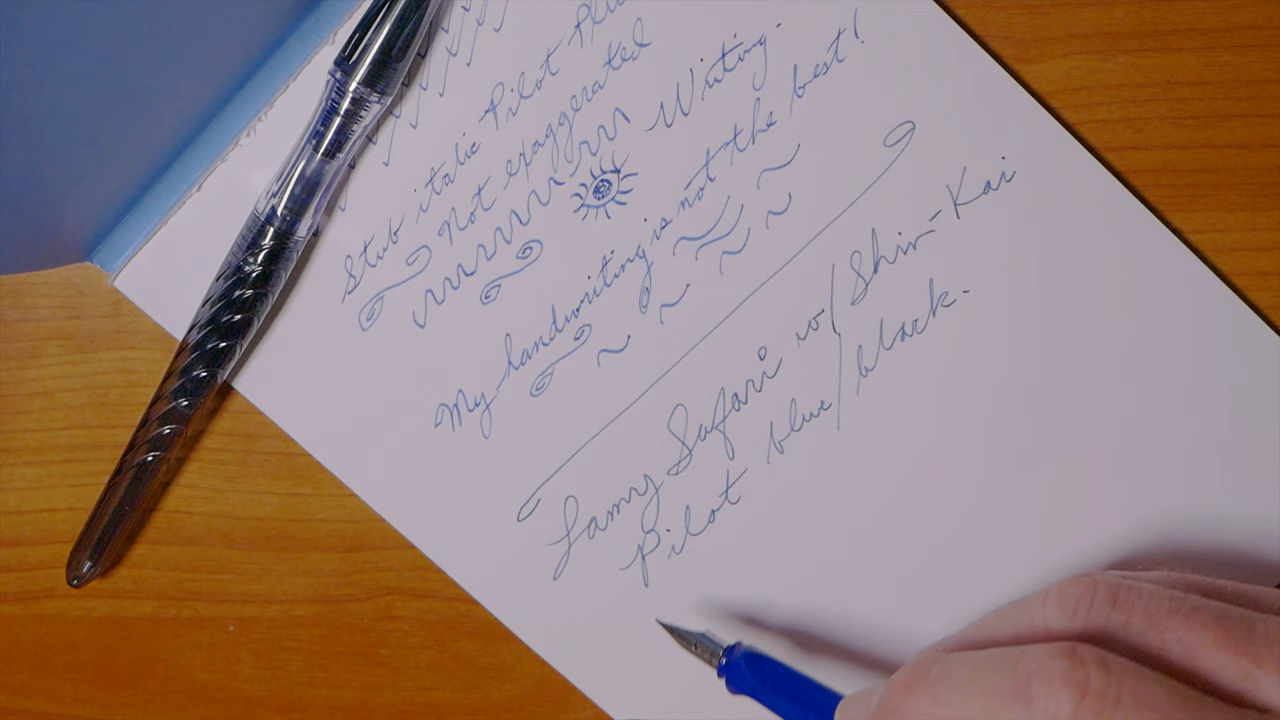 Stub italic Pilot
Not exaggerated
Writing.
My handwriting is not the best!
Lamy Safari w/ Shin-Kai
Pilot blue/black.